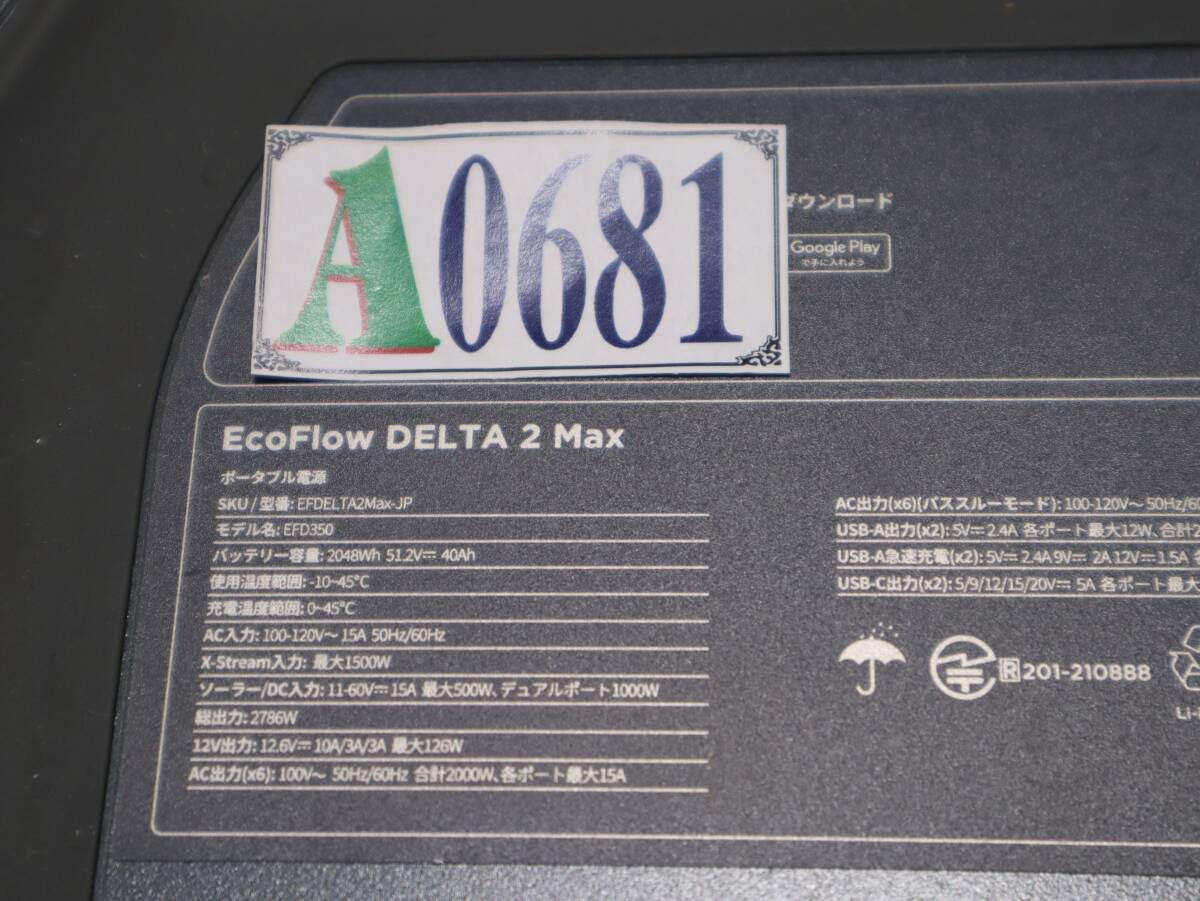 A0681
ダウンロード
Google Play
で手に入れよう
EcoFlow DELTA 2 Max
ポータブル電源
SKU / 型番: EFDELTA2Max-JP
モデル名: EFD350
バッテリー容量: 2048Wh 51.2V⎓ 40Ah
使用温度範囲: -10~45°C
充電温度範囲: 0~45°C
AC入力: 100-120V～ 15A 50Hz/60Hz
X-Stream入力: 最大1500W
ソーラー/DC入力: 11-60V⎓ 15A 最大500W、デュアルポート1000W
総出力: 2786W
12V出力: 12.6V⎓ 10A/3A/3A 最大126W
AC出力(x6): 100V～ 50Hz/60Hz 合計2000W、各ポート最大15A
AC出力(x6)(パススルーモード): 100-120V～ 50Hz/6
USB-A出力(x2): 5V⎓ 2.4A 各ポート最大12W、合計
USB-A急速充電(x2): 5V⎓ 2.4A 9V⎓ 2A 12V⎓ 1.5A
USB-C出力(x2): 5/9/12/15/20V⎓ 5A 各ポート最大
R 201-210888
Li-